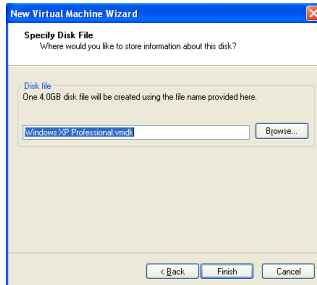 New Virtual Machine Wizard
Specify Disk File
Where would you like to store information about this disk?
Disk file
One 4.0GB disk file will be created using the file name provided here.
Windows XP Professional.vmdk
Browse...
< Back
Finish
Cancel